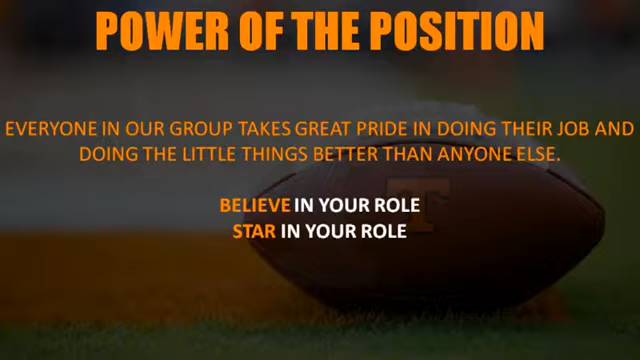 POWER OF THE POSITION
EVERYONE IN OUR GROUP TAKES GREAT PRIDE IN DOING THEIR JOB AND
DOING THE LITTLE THINGS BETTER THAN ANYONE ELSE.
BELIEVE IN YOUR ROLE
STAR IN YOUR ROLE
T